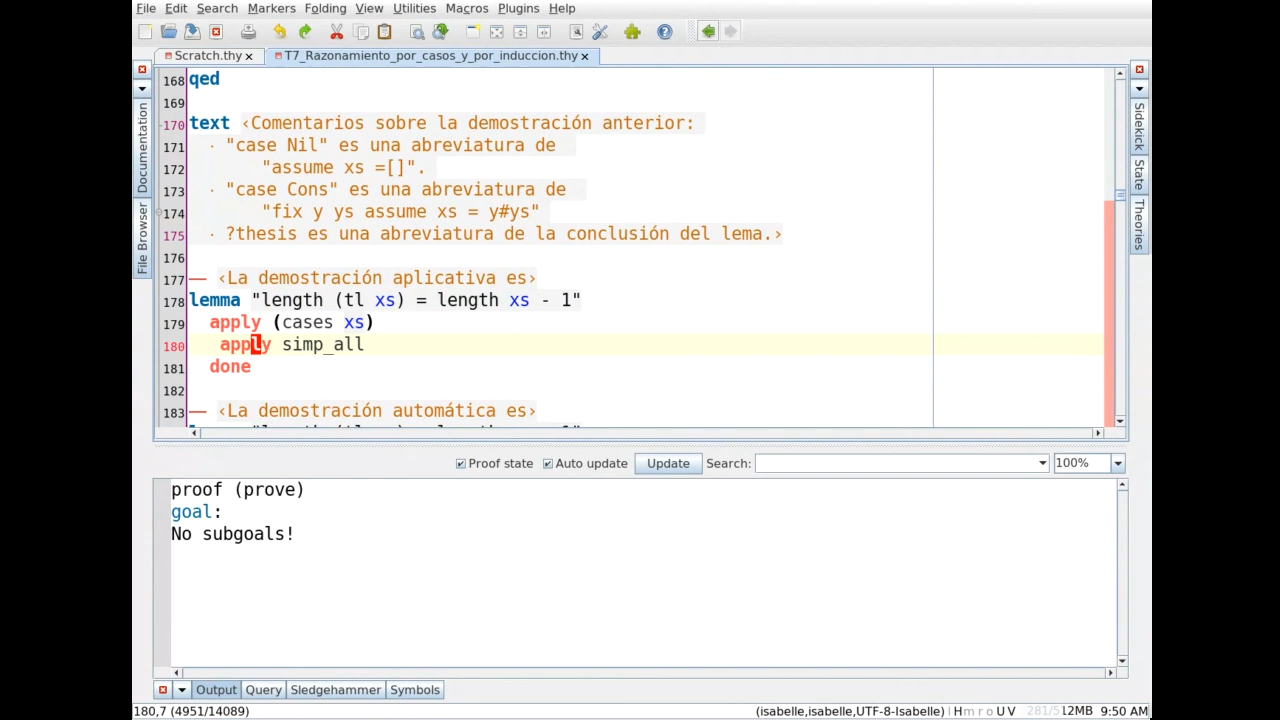 File Edit Search Markers Folding View Utilities Macros Plugins Help
Scratch.thy T7_Razonamiento_por_casos_y_por_induccion.thy
Documentation
File Browser
168 qed
169
170 text ‹Comentarios sobre la demostración anterior:
171 · "case Nil" es una abreviatura de
172 "assume xs =[]".
173 · "case Cons" es una abreviatura de
174 "fix y ys assume xs = y#ys"
175 · ?thesis es una abreviatura de la conclusión del lema.›
176
177 — ‹La demostración aplicativa es›
178 lemma "length (tl xs) = length xs - 1"
179 apply (cases xs)
180 apply simp_all
181 done
182
183 — ‹La demostración automática es›
Sidekick
State
Theories
Proof state Auto update Update Search: 100%
proof (prove)
goal:
No subgoals!
Output Query Sledgehammer Symbols
180,7 (4951/14089) (isabelle,isabelle,UTF-8-Isabelle) | H m r o U V 281/512MB 9:50 AM